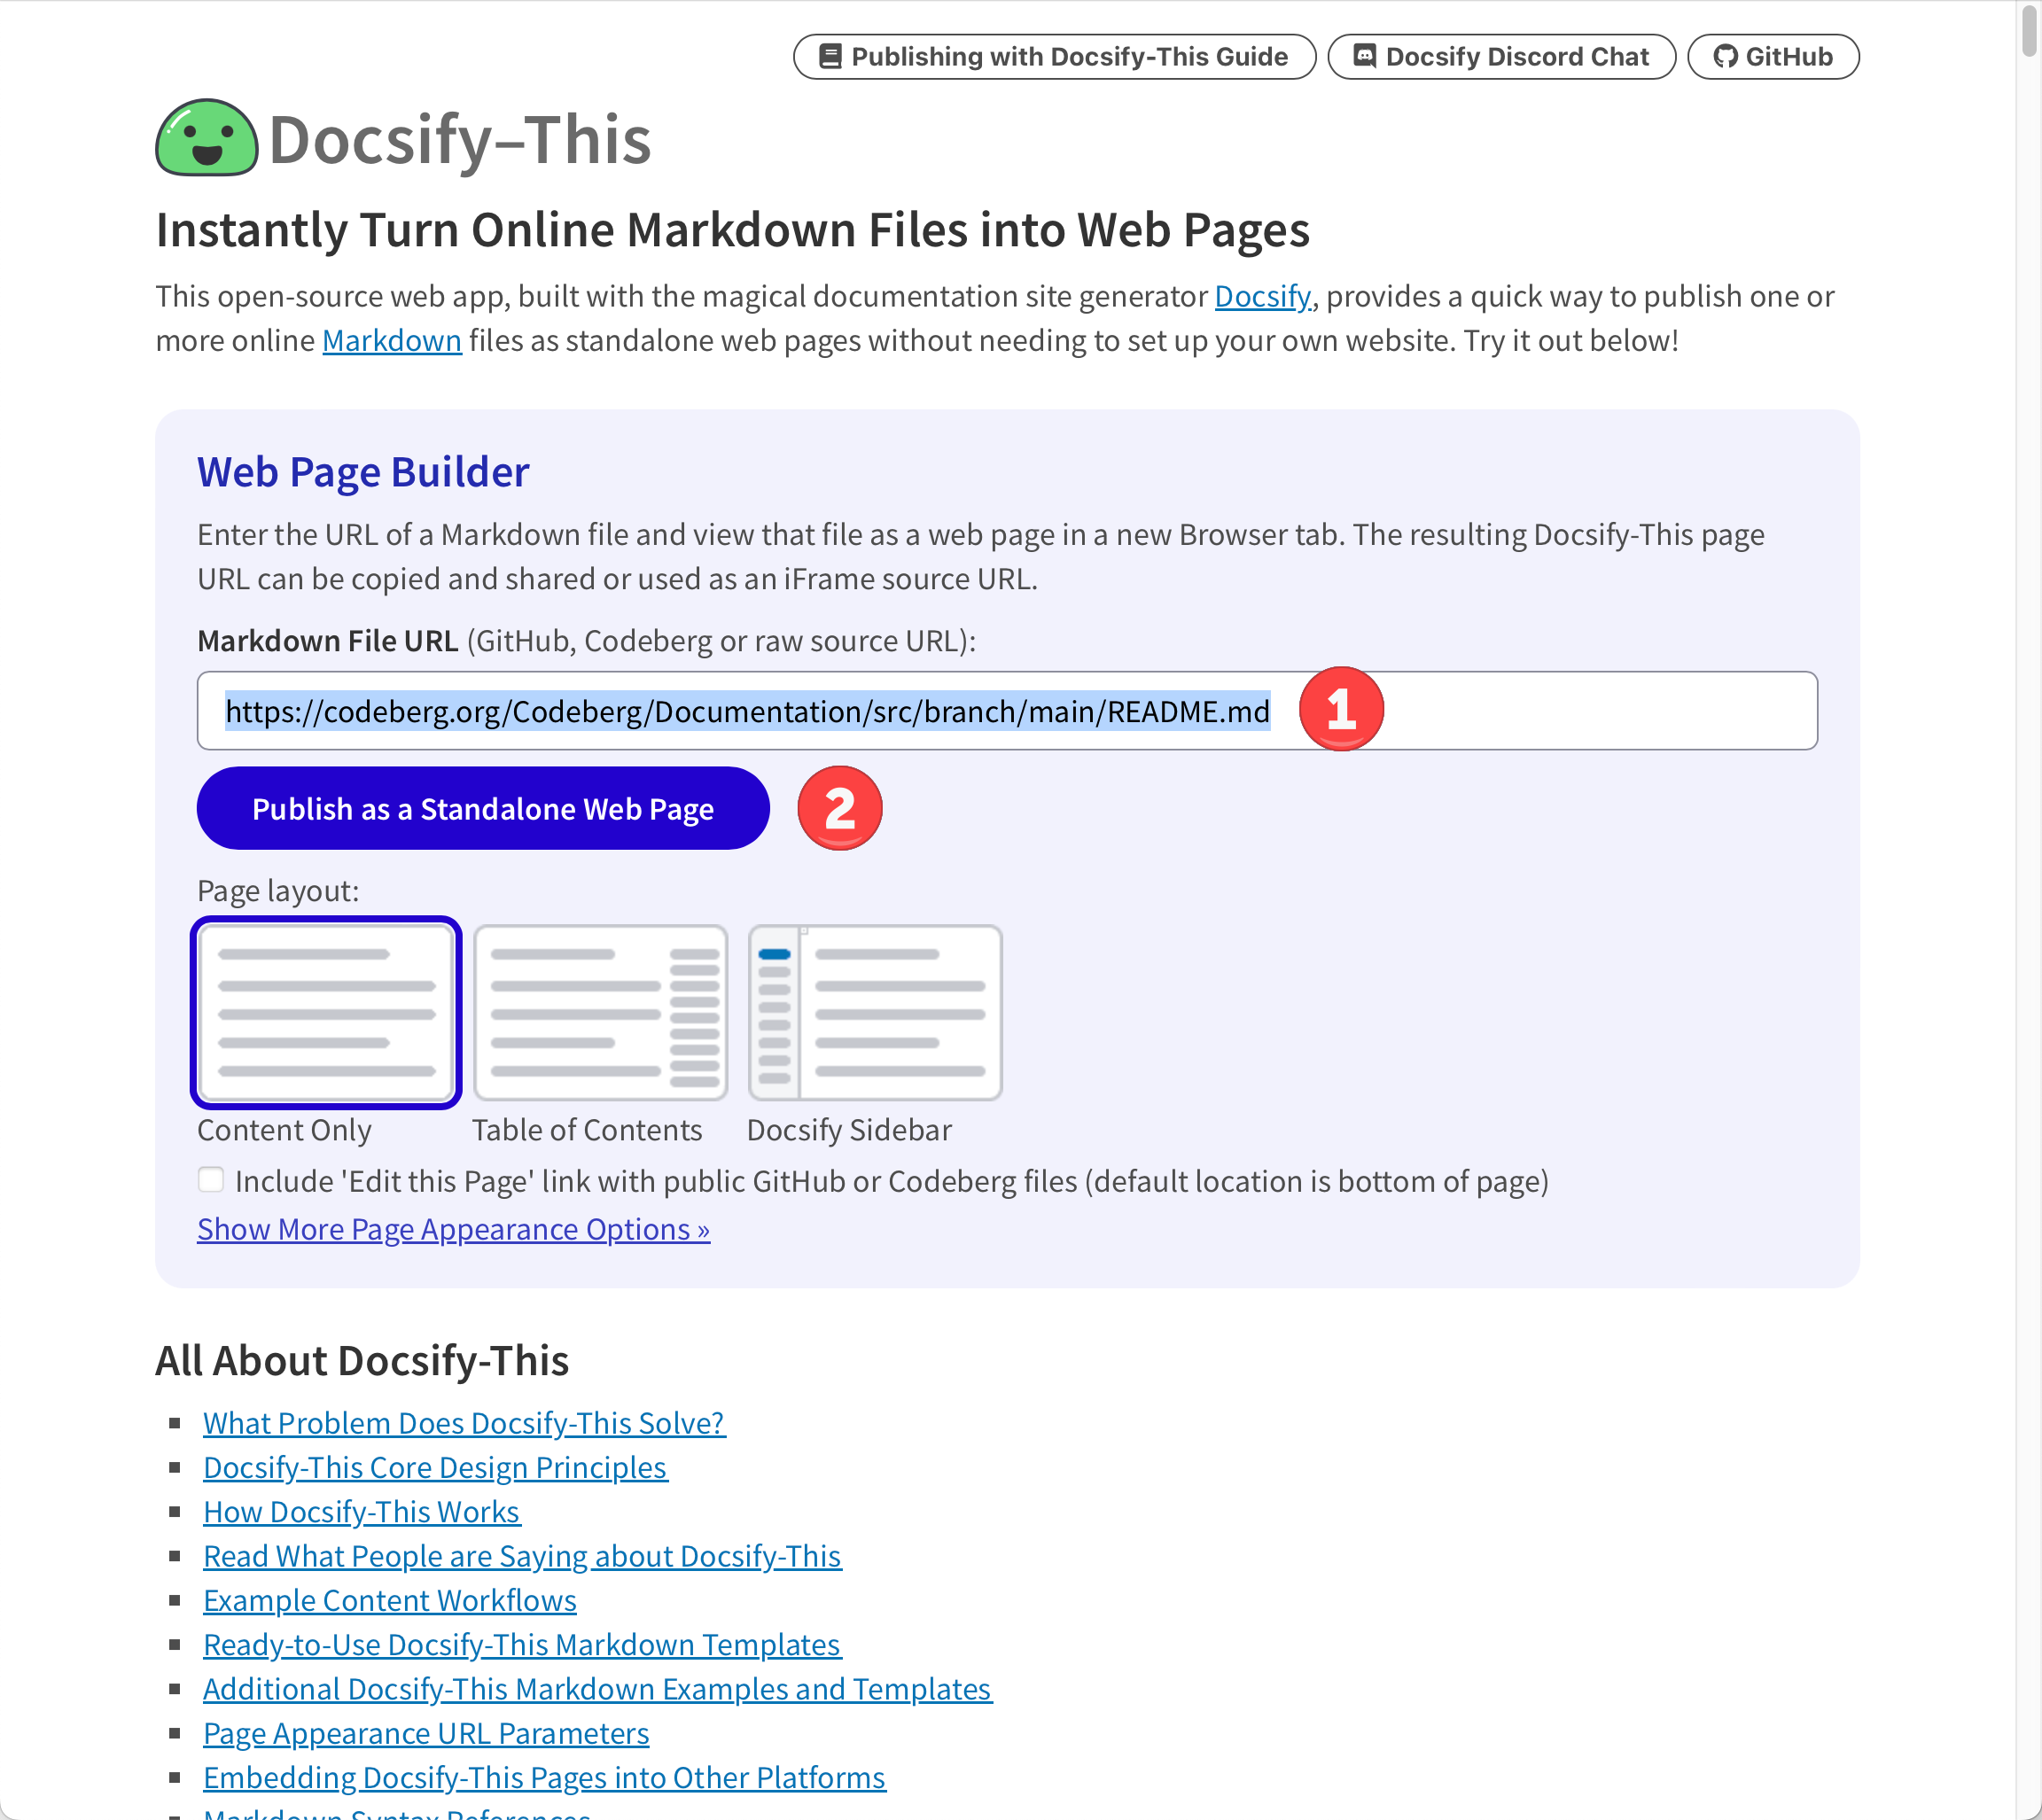 Publishing with Docsify-This Guide
Docsify Discord Chat
GitHub
Docsify–This
Instantly Turn Online Markdown Files into Web Pages
This open-source web app, built with the magical documentation site generator Docsify, provides a quick way to publish one or
more online Markdown files as standalone web pages without needing to set up your own website. Try it out below!
Web Page Builder
Enter the URL of a Markdown file and view that file as a web page in a new Browser tab. The resulting Docsify-This page
URL can be copied and shared or used as an iFrame source URL.
Markdown File URL (GitHub, Codeberg or raw source URL):
https://codeberg.org/Codeberg/Documentation/src/branch/main/README.md
1
Publish as a Standalone Web Page
2
Page layout:
Content Only
Table of Contents
Docsify Sidebar
Include 'Edit this Page' link with public GitHub or Codeberg files (default location is bottom of page)
Show More Page Appearance Options »
All About Docsify-This
What Problem Does Docsify-This Solve?
Docsify-This Core Design Principles
How Docsify-This Works
Read What People are Saying about Docsify-This
Example Content Workflows
Ready-to-Use Docsify-This Markdown Templates
Additional Docsify-This Markdown Examples and Templates
Page Appearance URL Parameters
Embedding Docsify-This Pages into Other Platforms
Markdown Syntax References